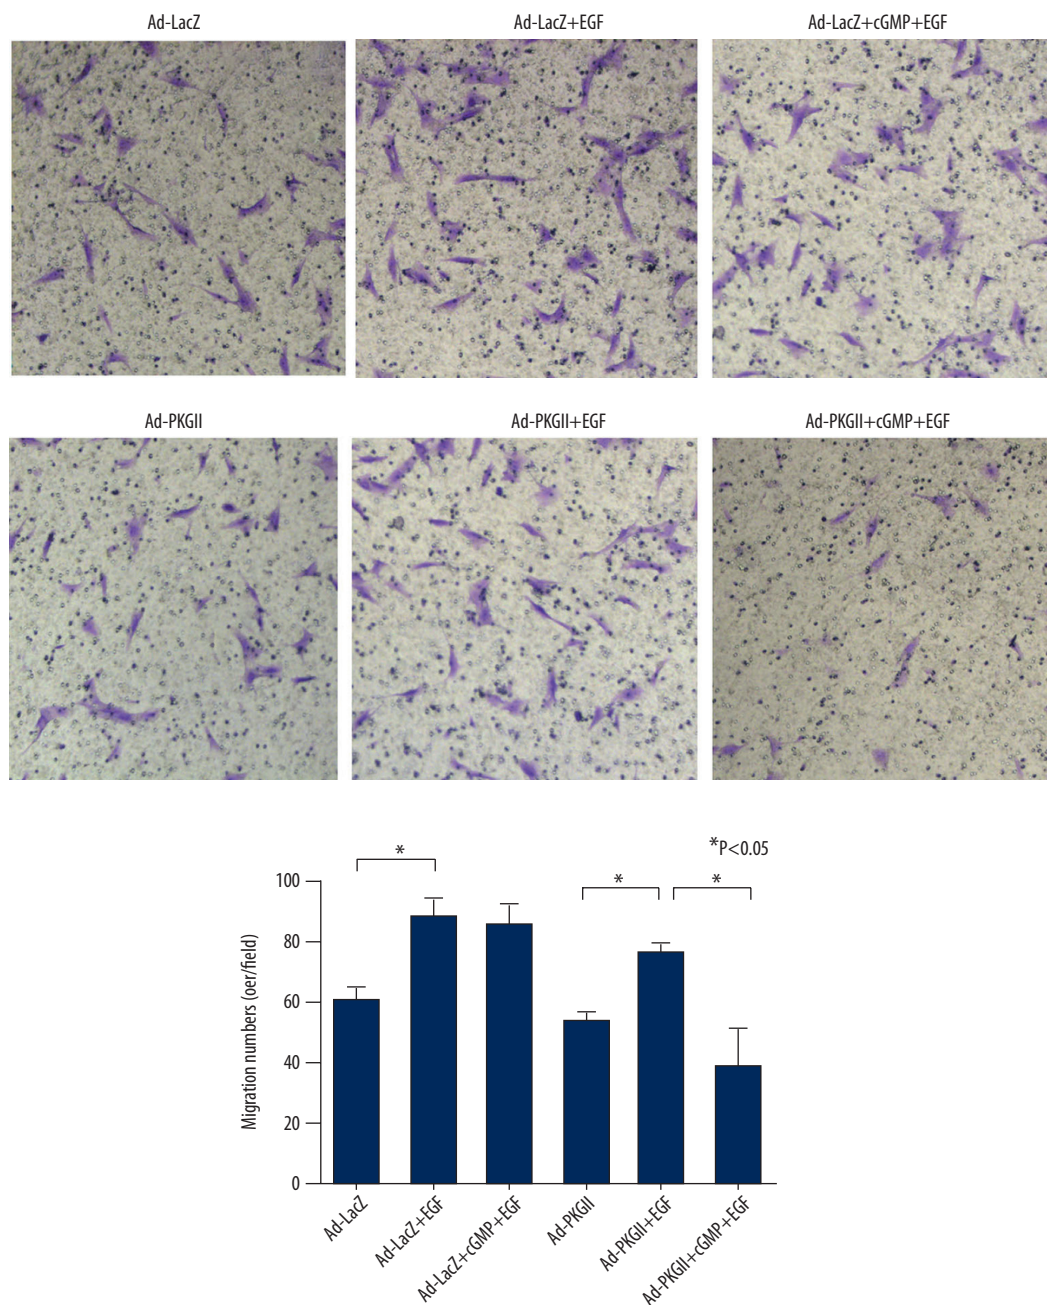 Ad-LacZ
Ad-LacZ+EGF
Ad-LacZ+cGMP+EGF
Ad-PKGII
Ad-PKGII+EGF
Ad-PKGII+cGMP+EGF
*P<0.05
*
*
*
100
80
60
40
20
0
Migration numbers (oer/field)
Ad-LacZ
Ad-LacZ+EGF
Ad-LacZ+cGMP+EGF
Ad-PKGII
Ad-PKGII+EGF
Ad-PKGII+cGMP+EGF